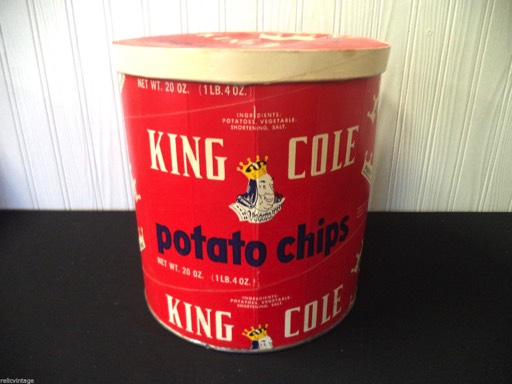 NET WT. 20 OZ. (1 LB. 4 OZ.)
INGREDIENTS:
POTATOES, VEGETABLE
SHORTENING, SALT.
KING COLE
potato chips
NET WT. 20 OZ. (1 LB. 4 OZ.)
INGREDIENTS:
POTATOES, VEGETABLE
SHORTENING, SALT
KING COLE
relicvintage